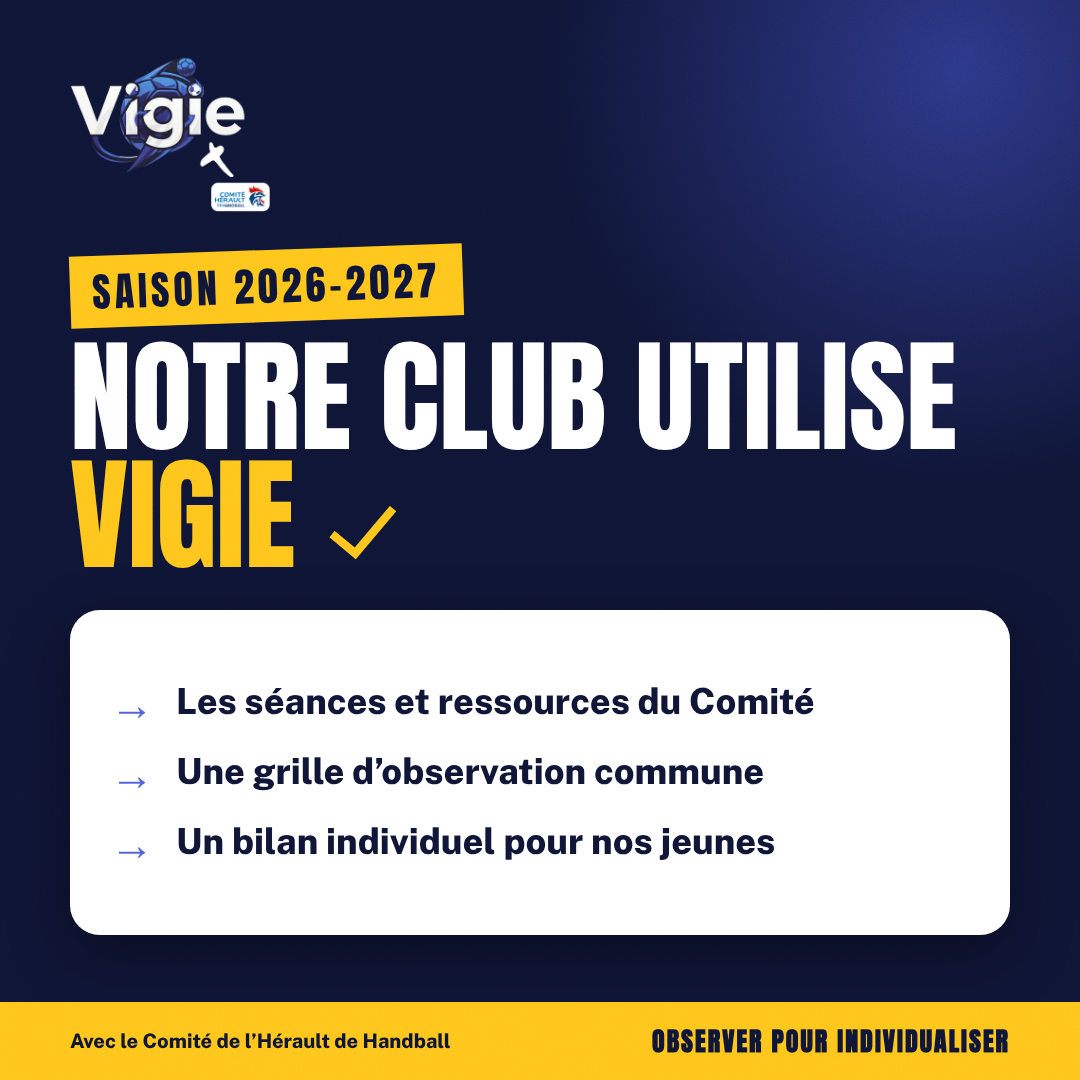 Vigie
x
COMITÉ
HÉRAULT
SAISON 2026-2027
NOTRE CLUB UTILISE
VIGIE ✓
→ Les séances et ressources du Comité
→ Une grille d’observation commune
→ Un bilan individuel pour nos jeunes
Avec le Comité de l’Hérault de Handball
OBSERVER POUR INDIVIDUALISER